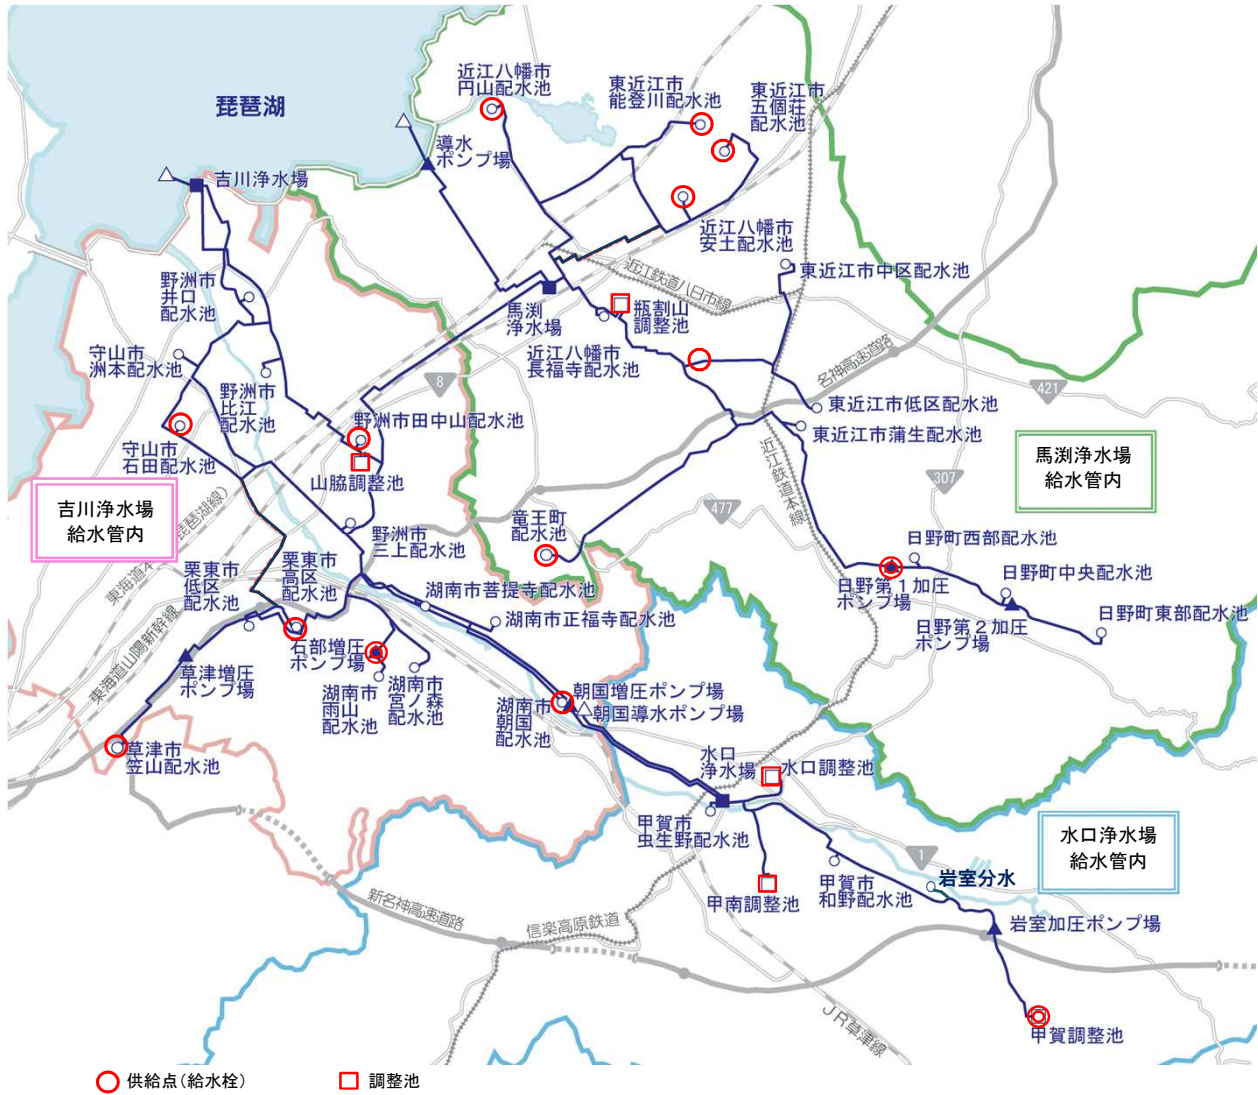 琵琶湖
近江八幡市
円山配水池
東近江市
能登川配水池
東近江市
五個荘
配水池
導水
ポンプ場
吉川浄水場
近江八幡市
安土配水池
東近江市中区配水池
近江鉄道八日市線
野洲市
井口
配水池
馬渕
浄水場
瓶割山
調整池
守山市
洲本配水池
近江八幡市
長福寺配水池
名神高速道路
421
8
野洲市
比江
配水池
東近江市低区配水池
野洲市田中山配水池
東近江市蒲生配水池
守山市
石田配水池
馬渕浄水場
給水管内
山脇調整池
近江鉄道本線
307
吉川浄水場
給水管内
琵琶湖線)
477
竜王町
配水池
野洲市
三上配水池
日野町西部配水池
栗東市
低区
配水池
栗東市
高区
配水池
東海道本
湖南市菩提寺配水池
日野第1加圧
ポンプ場
日野町中央配水池
湖南市正福寺配水池
日野町東部配水池
日野第2加圧
ポンプ場
東海道山陽新幹線
石部増圧
ポンプ場
草津増圧
ポンプ場
湖南市
雨山
配水池
湖南市
宮ノ森
配水池
湖南市
朝国
配水池
朝国増圧ポンプ場
朝国導水ポンプ場
草津市
笠山配水池
水口
浄水場
水口調整池
甲賀市
虫生野配水池
水口浄水場
給水管内
1
甲賀市
和野配水池
岩室分水
甲南調整池
新名神高速道路
信楽高原鉄道
岩室加圧ポンプ場
JR草津線
甲賀調整池
供給点(給水栓)
調整池